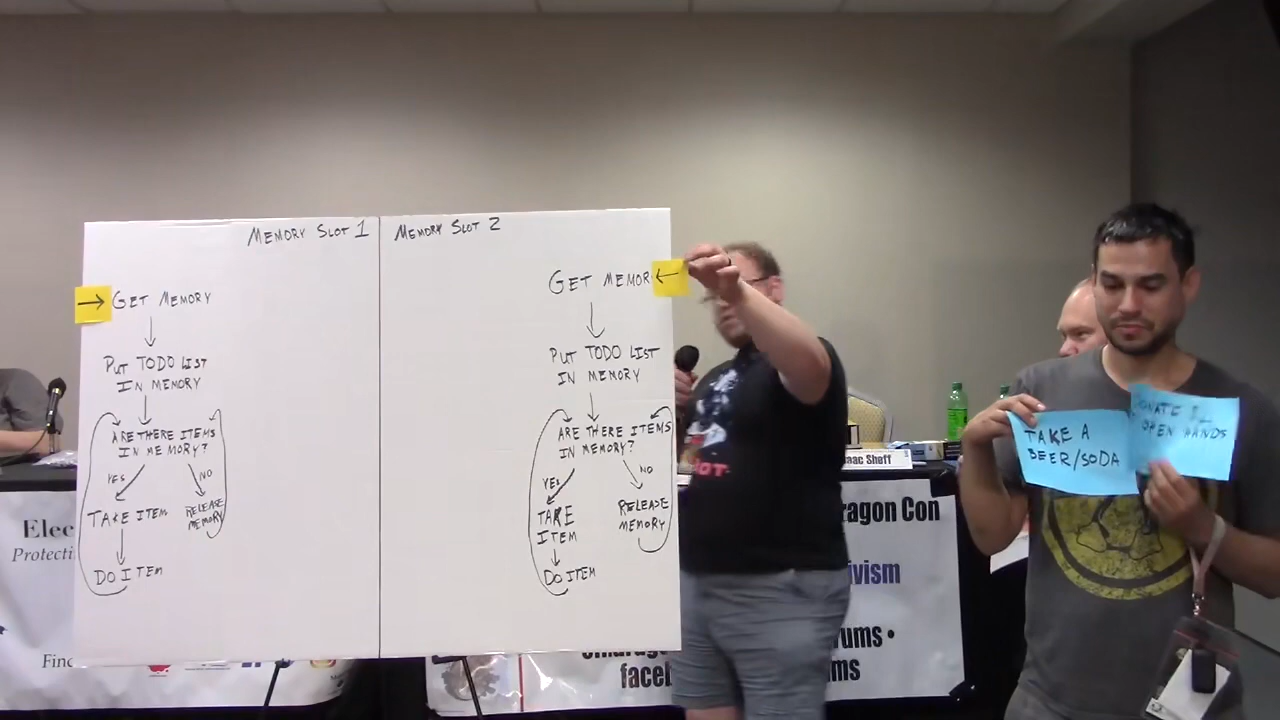 MEMORY SLOT 1
GET MEMORY
PUT TODO LIST
IN MEMORY
ARE THERE ITEMS
IN MEMORY?
YES
NO
TAKE ITEM
RELEASE
MEMORY
DO ITEM
MEMORY SLOT 2
GET MEMOR
PUT TODO LIST
IN MEMORY
ARE THERE ITEMS
IN MEMORY?
YES
NO
TAKE
ITEM
RELEASE
MEMORY
DO ITEM
TAKE A
BEER/SODA
OPEN HANDS
aac Sheff
Elec
Protecti
Finc
ragon Con
ivism
rums •
ms
faceb